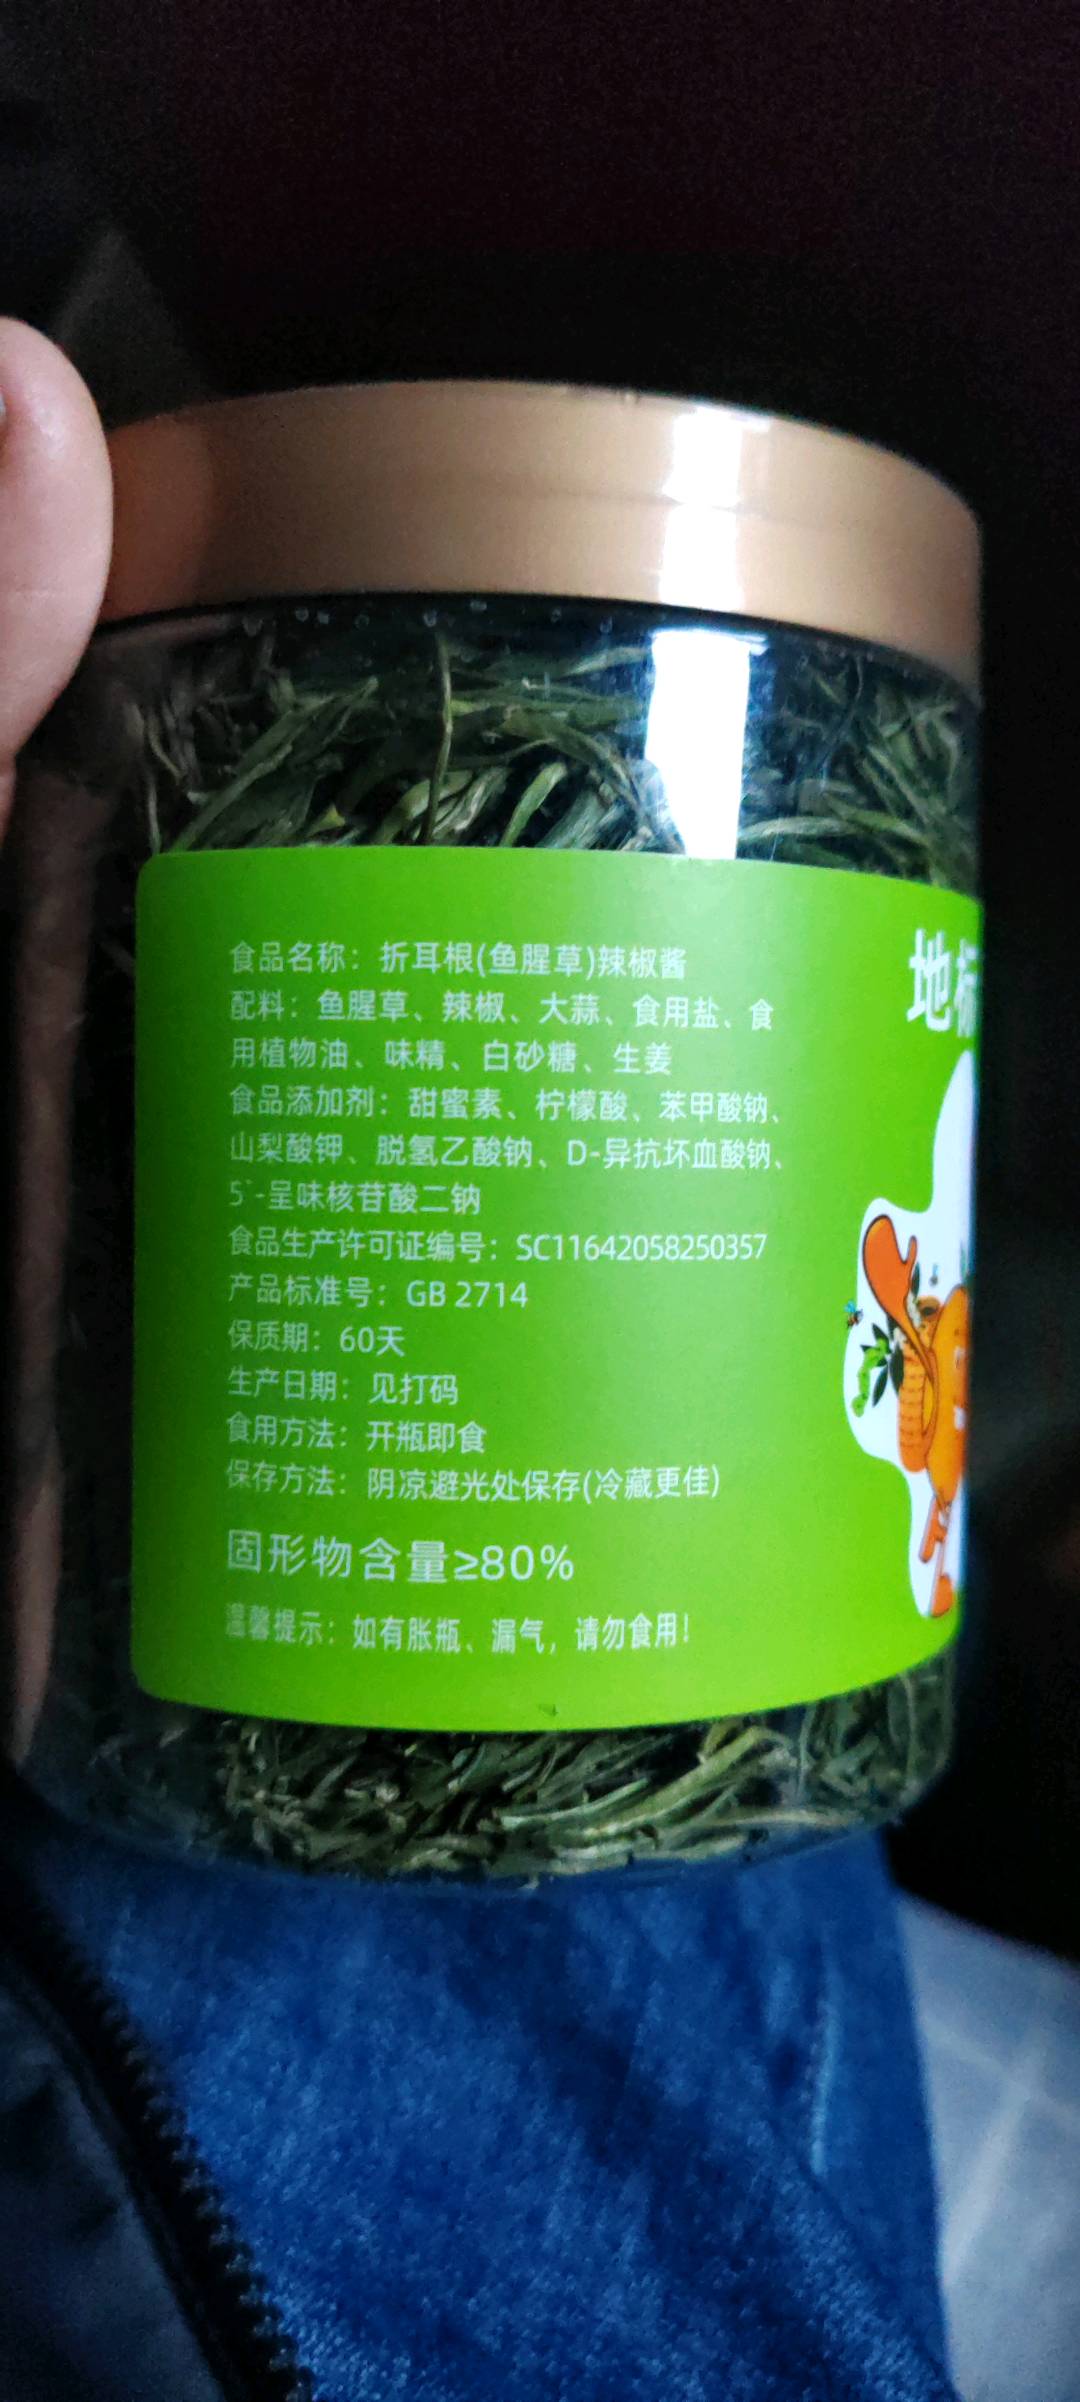 食品名称：折耳根(鱼腥草)辣椒酱
配料：鱼腥草、辣椒、大蒜、食用盐、食
用植物油、味精、白砂糖、生姜
食品添加剂：甜蜜素、柠檬酸、苯甲酸钠、
山梨酸钾、脱氢乙酸钠、D-异抗坏血酸钠、
5`-呈味核苷酸二钠
食品生产许可证编号：SC11642058250357
产品标准号：GB 2714
保质期：60天
生产日期：见打码
食用方法：开瓶即食
保存方法：阴凉避光处保存(冷藏更佳)
固形物含量≥80%
温馨提示：如有胀瓶、漏气，请勿食用！
地标